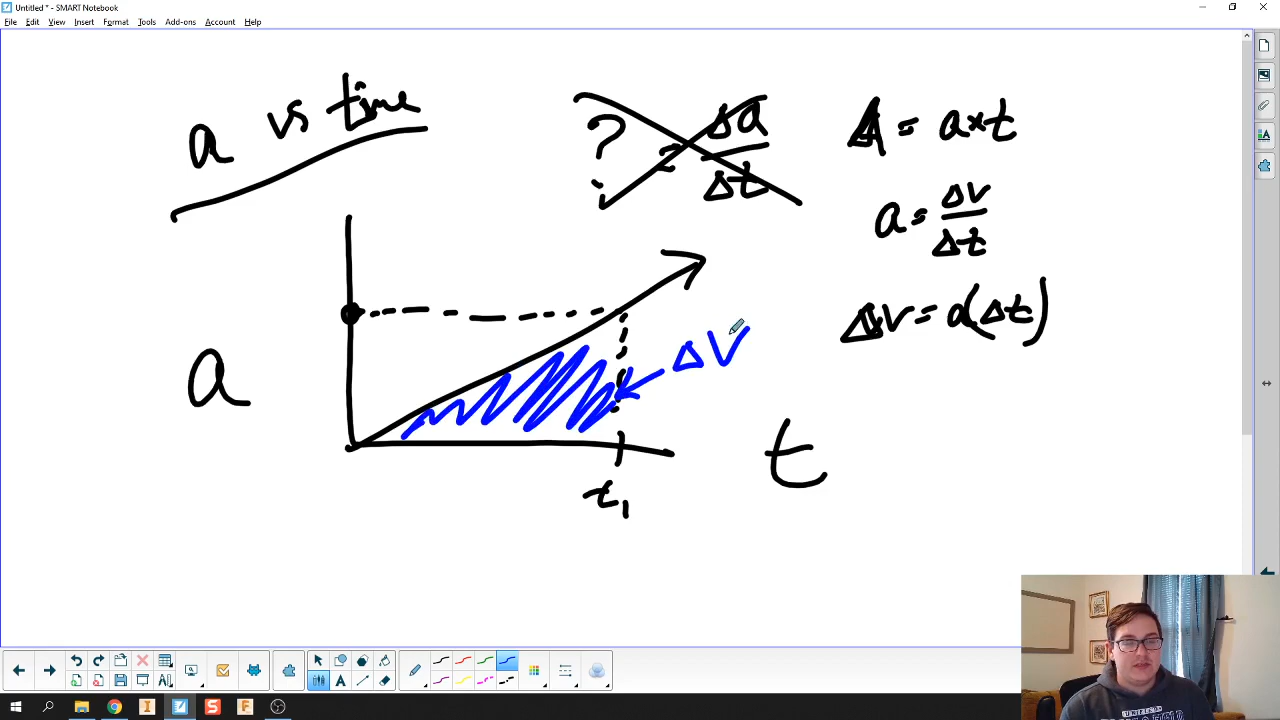 Untitled * - SMART Notebook
File Edit View Insert Format Tools Add-ons Account Help
a vs time
? = Δa
Δt
A = a×t
a = ΔV
Δt
ΔV = a(Δt)
ΔV
a
t
t₁